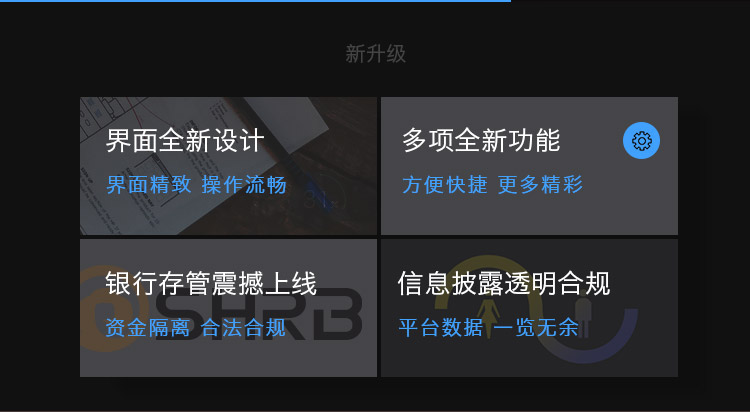 新升级
界面全新设计
界面精致 操作流畅
多项全新功能
方便快捷 更多精彩
银行存管震撼上线
资金隔离 合法合规
SHRB
信息披露透明合规
平台数据 一览无余